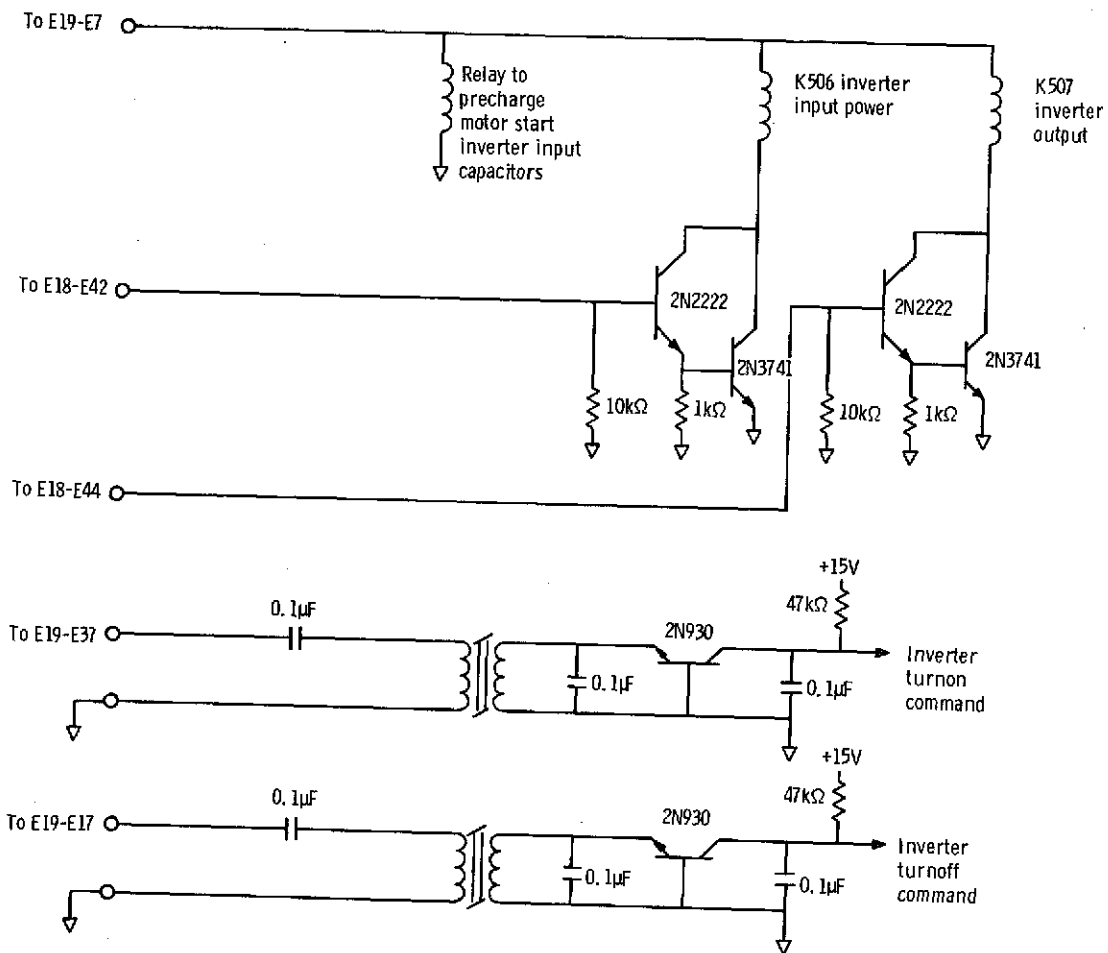 To E19-E7
Relay to
precharge
motor start
inverter input
capacitors
K506 inverter
input power
K507
inverter
output
To E18-E42
2N2222
2N3741
10kΩ
1kΩ
2N2222
2N3741
10kΩ
1kΩ
To E18-E44
+15V
47kΩ
0.1μF
To E19-E37
2N930
0.1μF
0.1μF
Inverter
turnon
command
+15V
47kΩ
0.1μF
To E19-E17
2N930
0.1μF
0.1μF
Inverter
turnoff
command